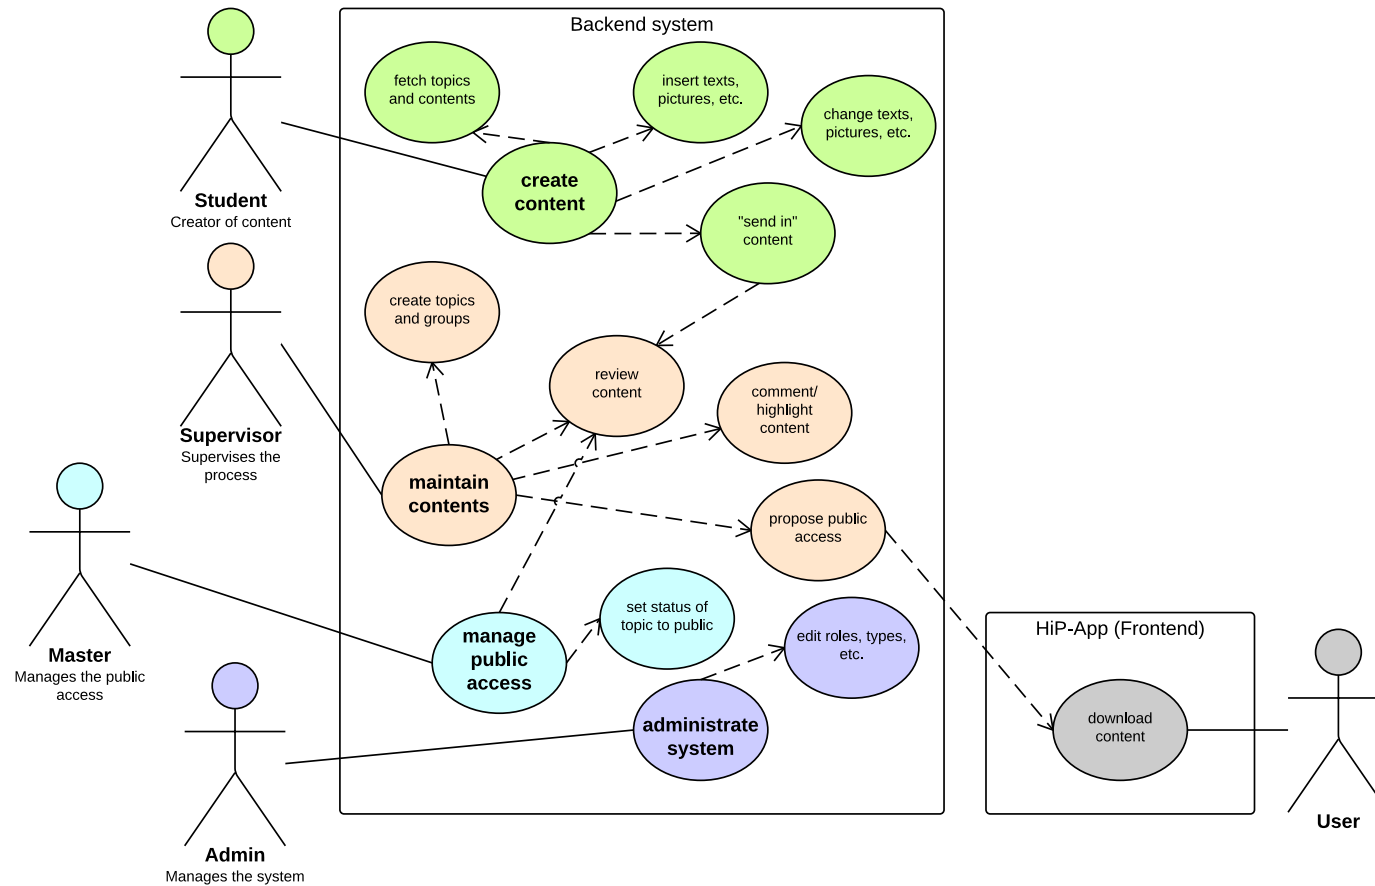 Backend system
fetch topics
and contents
insert texts,
pictures, etc.
change texts,
pictures, etc.
create
content
Student
Creator of content
"send in"
content
create topics
and groups
review
content
comment/
highlight
content
Supervisor
Supervises the
process
maintain
contents
propose public
access
set status of
topic to public
edit roles, types,
etc.
HiP-App (Frontend)
Master
Manages the public
access
manage
public
access
administrate
system
download
content
User
Admin
Manages the system